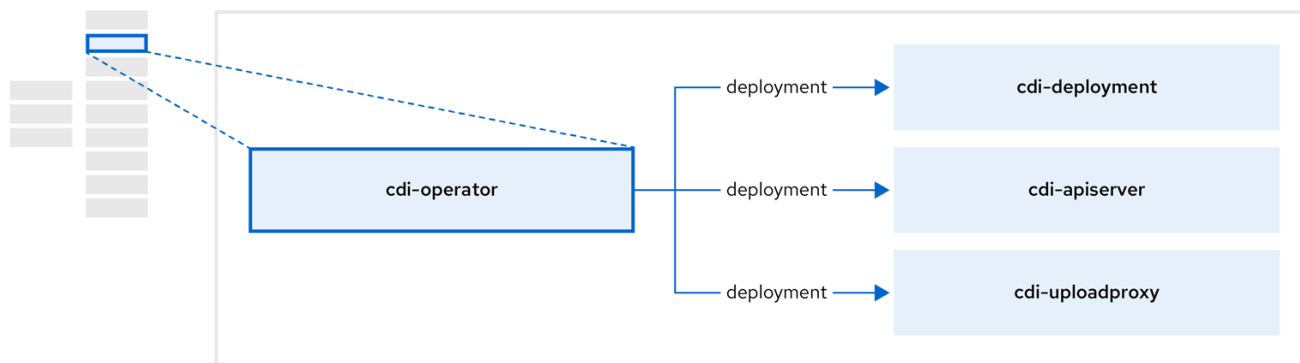 deployment
cdi-deployment
cdi-operator
deployment
cdi-apiserver
deployment
cdi-uploadproxy